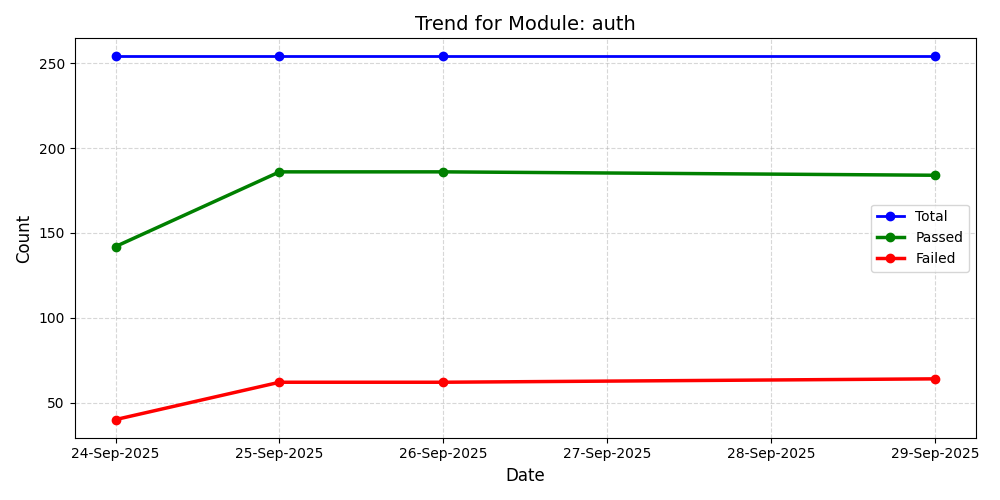 Trend for Module: auth
250
200
150
100
50
Count
Total
Passed
Failed
24-Sep-2025 25-Sep-2025 26-Sep-2025 27-Sep-2025 28-Sep-2025 29-Sep-2025
Date